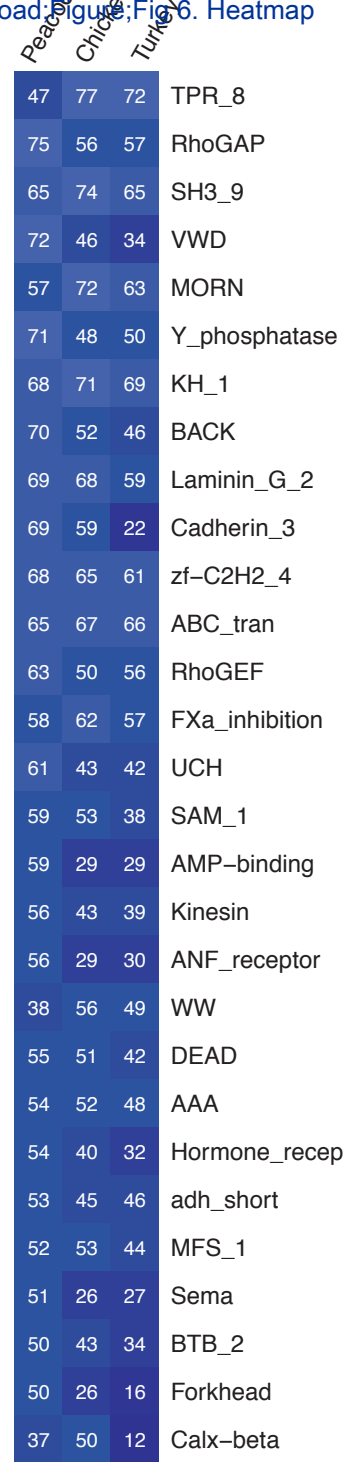 oad;Figure;Fig 6. Heatmap
Turkey
47 77 72 TPR_8
75 56 57 RhoGAP
65 74 65 SH3_9
72 46 34 VWD
57 72 63 MORN
71 48 50 Y_phosphatase
68 71 69 KH_1
70 52 46 BACK
69 68 59 Laminin_G_2
69 59 22 Cadherin_3
68 65 61 zf−C2H2_4
65 67 66 ABC_tran
63 50 56 RhoGEF
58 62 57 FXa_inhibition
61 43 42 UCH
59 53 38 SAM_1
59 29 29 AMP−binding
56 43 39 Kinesin
56 29 30 ANF_receptor
38 56 49 WW
55 51 42 DEAD
54 52 48 AAA
54 40 32 Hormone_recep
53 45 46 adh_short
52 53 44 MFS_1
51 26 27 Sema
50 43 34 BTB_2
50 26 16 Forkhead
37 50 12 Calx−beta